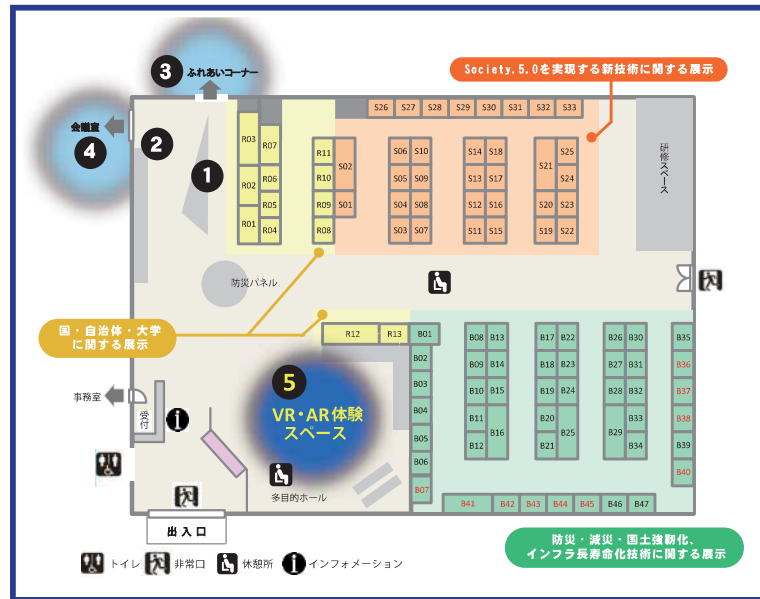 3
ふれあいコーナー
Society.5.0を実現する新技術に関する展示
会議室
4
2
1
R03
R07
R02
R06
R05
R01
R04
R11
R10
R09
R08
S02
S01
S26
S27
S28
S29
S30
S31
S32
S33
S06
S10
S05
S09
S04
S08
S03
S07
S14
S18
S13
S17
S12
S16
S11
S15
S21
S25
S24
S20
S23
S19
S22
研修スペース
防災パネル
国・自治体・大学
に関する展示
R12
R13
B01
B02
B03
B04
B05
B06
B07
B08
B13
B09
B14
B10
B15
B11
B16
B12
B17
B22
B18
B23
B19
B24
B20
B25
B21
B26
B30
B27
B31
B28
B32
B33
B29
B34
B35
B36
B37
B38
B39
B40
B41
B42
B43
B44
B45
B46
B47
5
VR・AR体験
スペース
事務室
受付
i
多目的ホール
出入口
防災・減災・国土強靭化、
インフラ長寿命化技術に関する展示
トイレ
非常口
休憩所
i
インフォメーション